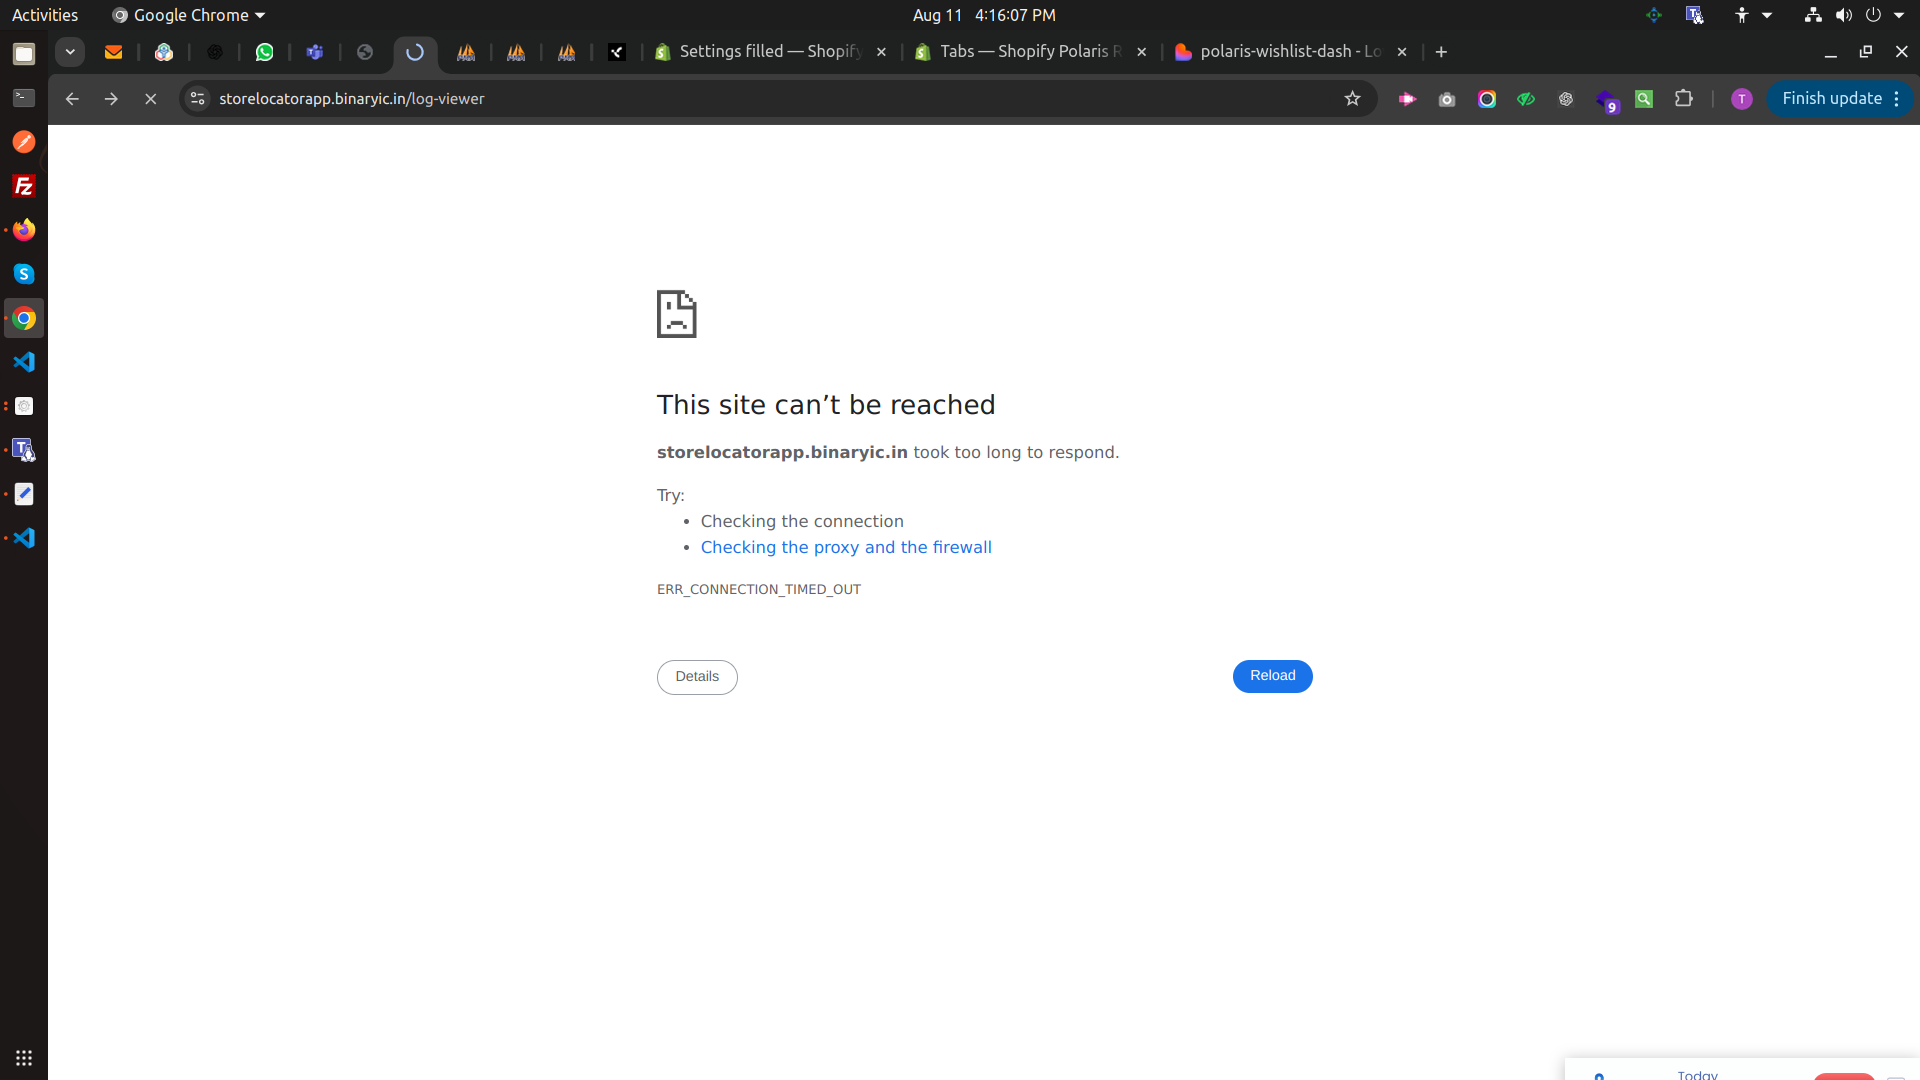 Activities
Google Chrome
Aug 11 4:16:07 PM
Settings filled — Shopify
Tabs — Shopify Polaris R
polaris-wishlist-dash - Lo
storelocatorapp.binaryic.in/log-viewer
9
T
Finish update
This site can’t be reached
storelocatorapp.binaryic.in took too long to respond.
Try:
• Checking the connection
• Checking the proxy and the firewall
ERR_CONNECTION_TIMED_OUT
Details
Reload
Today